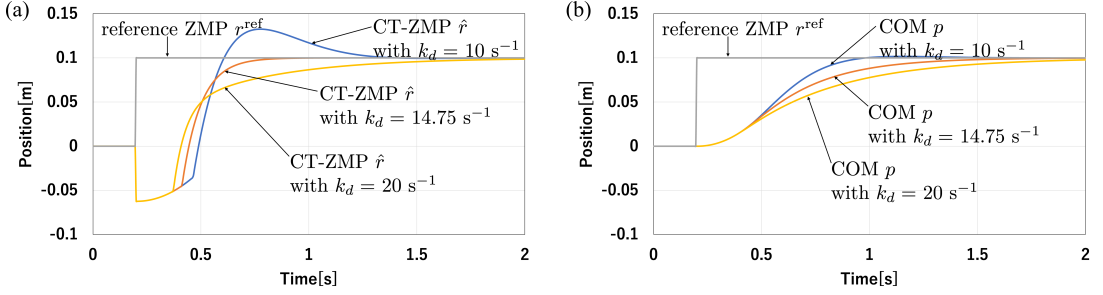 (a)
0.15
0.1
0.05
0
-0.05
-0.1
Position[m]
0
0.5
1
1.5
2
Time[s]
reference ZMP r^ref
CT-ZMP r̂
with k_d = 10 s⁻¹
CT-ZMP r̂
with k_d = 14.75 s⁻¹
CT-ZMP r̂
with k_d = 20 s⁻¹
(b)
0.15
0.1
0.05
0
-0.05
-0.1
Position[m]
0
0.5
1
1.5
2
Time[s]
reference ZMP r^ref
COM p
with k_d = 10 s⁻¹
COM p
with k_d = 14.75 s⁻¹
COM p
with k_d = 20 s⁻¹